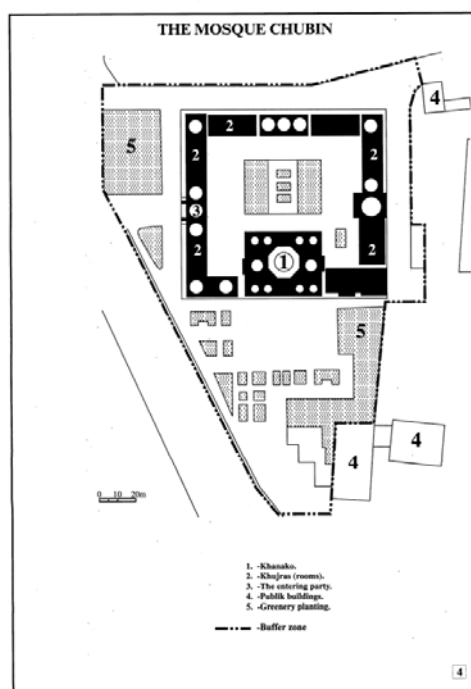 THE MOSQUE CHUBIN
4
2
5
2
2
3
2
1
2
5
4
4
0 10 20m
1. -Khanako.
2. -Khujras (rooms).
3. -The entering party.
4. -Publik buildings.
5. -Greenery planting.
-Buffer zone
4